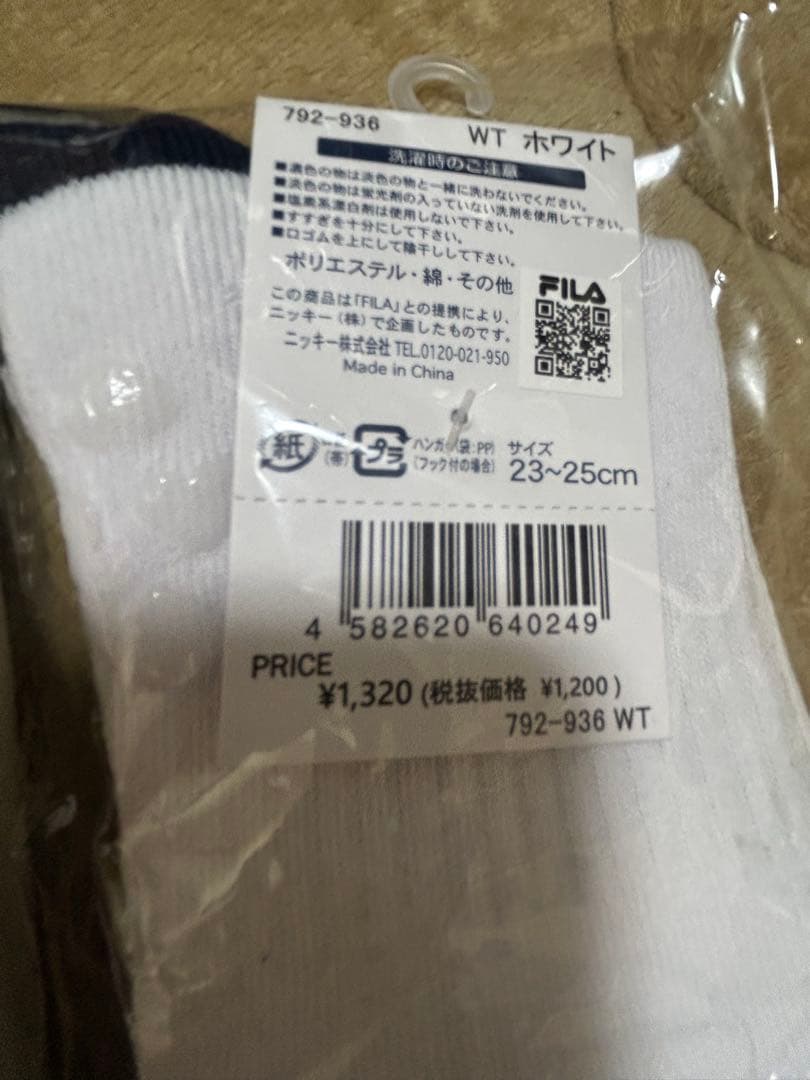 792-936
WT ホワイト
洗濯時のご注意
■濃色の物は淡色の物と一緒に洗わないでください。
■淡色の物は蛍光剤の入っていない洗剤を使用して下さい。
■塩素系漂白剤は使用しないで下さい。
■すすぎを十分にして下さい。
■口ゴムを上にして陰干しして下さい。
ポリエステル・綿・その他
この商品は「FILA」との提携により、
ニッキー(株)で企画したものです。
ニッキー株式会社 TEL.0120-021-950
Made in China
FILA
紙
(帯)
プラ
(袋:PP)
(フック付の場合)
サイズ
23~25cm
4 582620 640249
PRICE
¥1,320 (税抜価格 ¥1,200)
792-936 WT